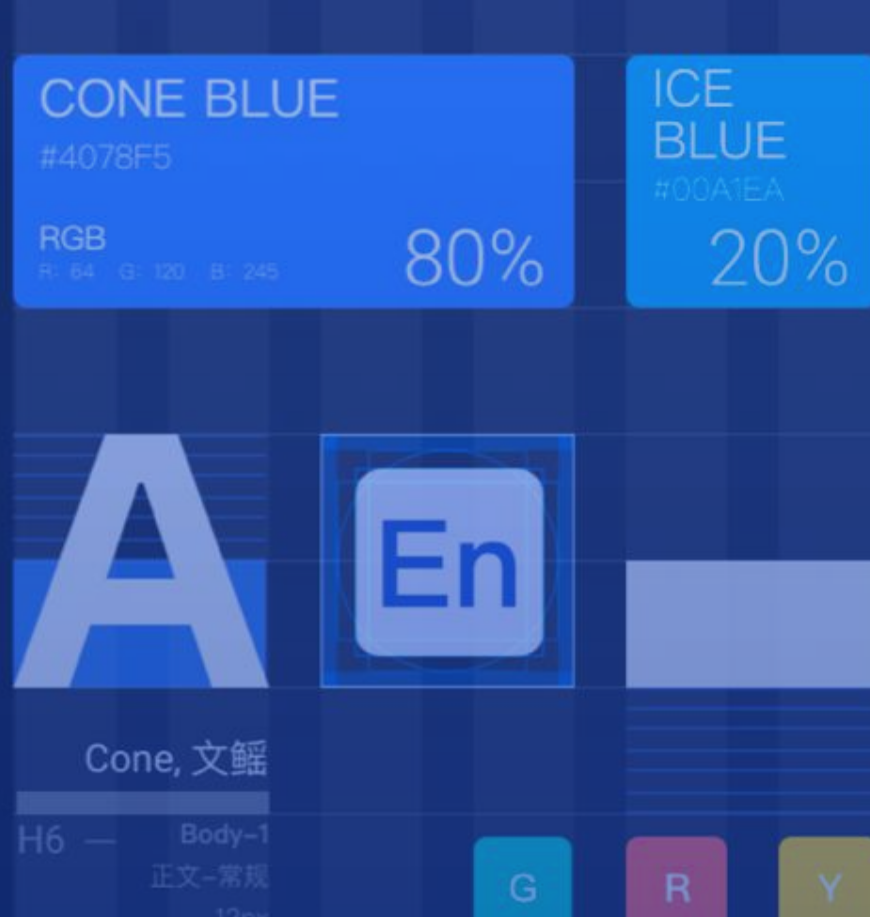 CONE BLUE
#4078F5
RGB
R: 64 G: 120 B: 245
80%
ICE
BLUE
#00A1EA
20%
A
En
Cone, 文鳐
H6 —
Body-1
正文-常规
12px
G
R
Y